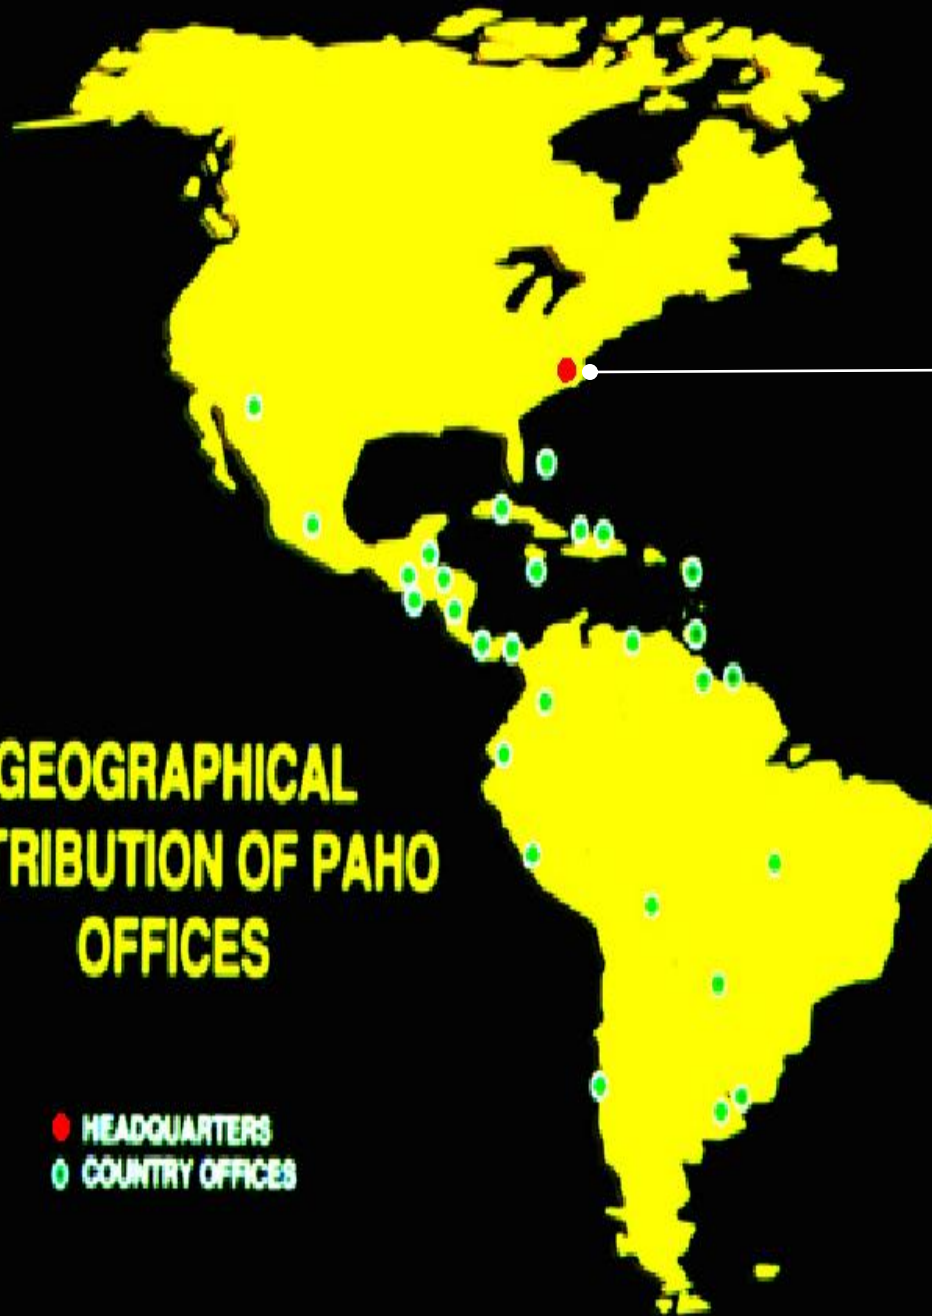 GEOGRAPHICAL
TRIBUTION OF PAHO
OFFICES
HEADQUARTERS
COUNTRY OFFICES